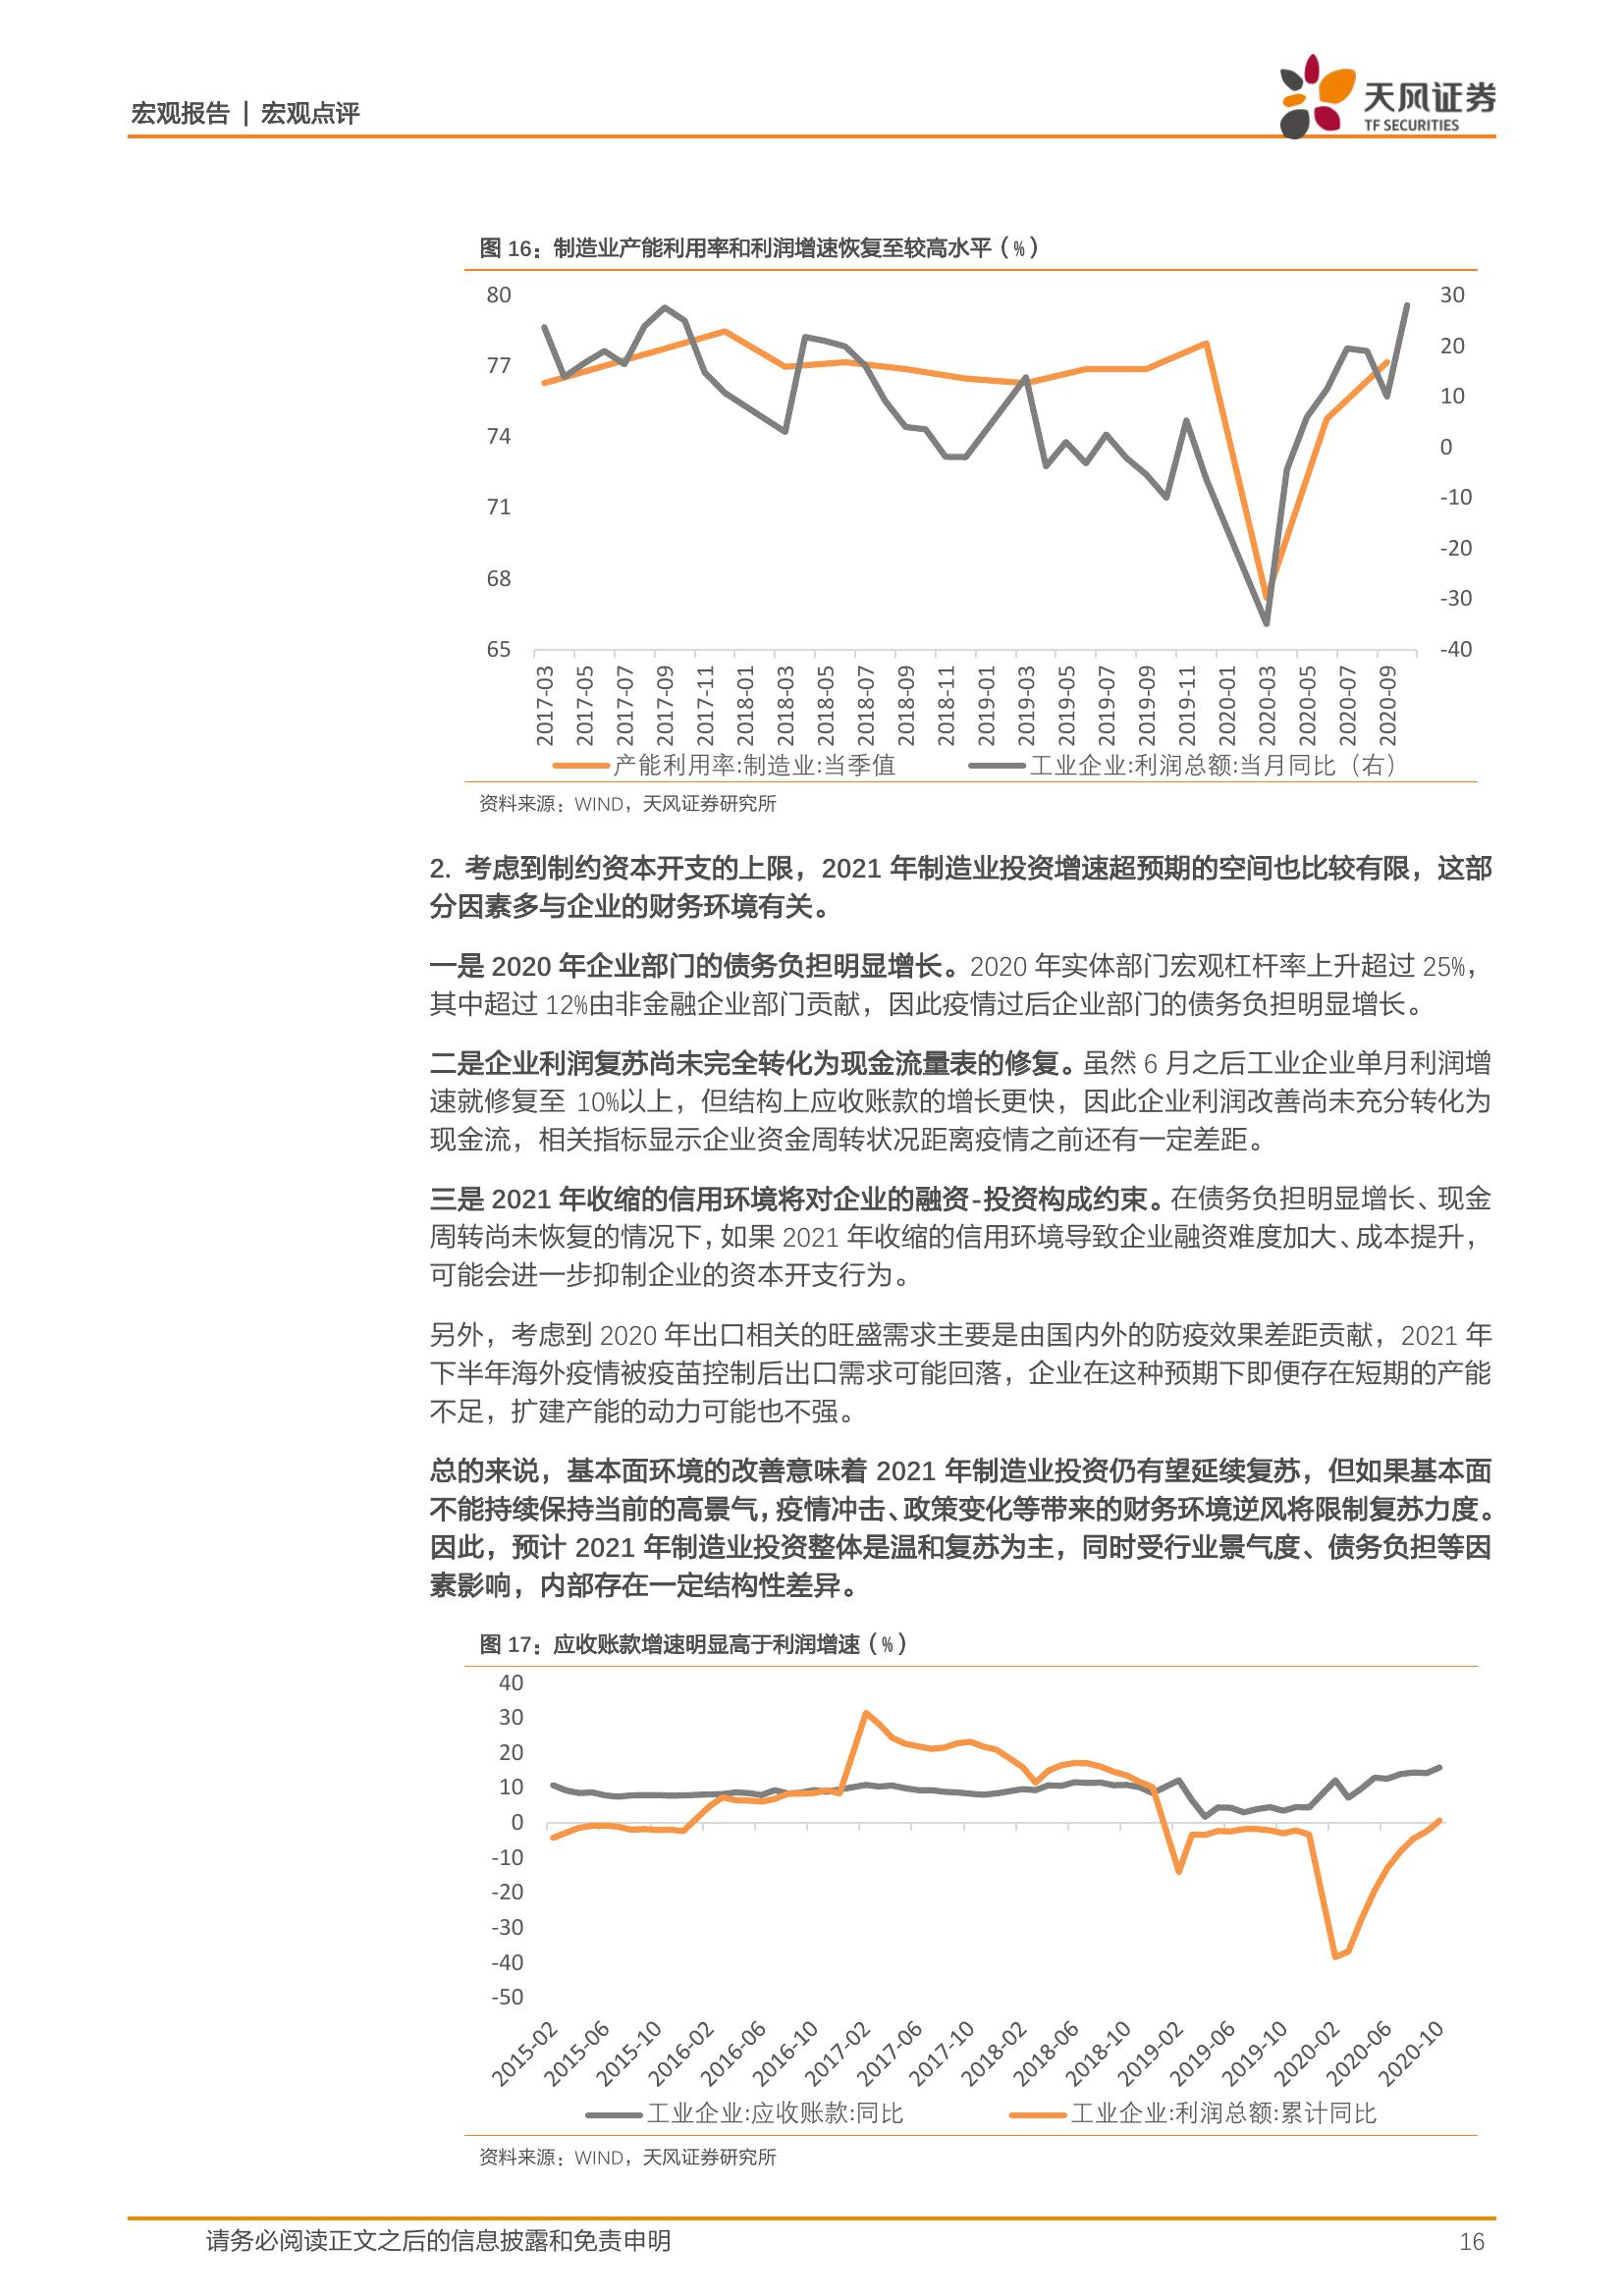 宏观报告 | 宏观点评
天风证券
TF SECURITIES
图 16：制造业产能利用率和利润增速恢复至较高水平（%）
80
77
74
71
68
65
30
20
10
0
-10
-20
-30
-40
2017-03
2017-05
2017-07
2017-09
2017-11
2018-01
2018-03
2018-05
2018-07
2018-09
2018-11
2019-01
2019-03
2019-05
2019-07
2019-09
2019-11
2020-01
2020-03
2020-05
2020-07
2020-09
产能利用率:制造业:当季值
工业企业:利润总额:当月同比（右）
资料来源：WIND，天风证券研究所
2. 考虑到制约资本开支的上限，2021 年制造业投资增速超预期的空间也比较有限，这部
分因素多与企业的财务环境有关。
一是 2020 年企业部门的债务负担明显增长。2020 年实体部门宏观杠杆率上升超过 25%，
其中超过 12%由非金融企业部门贡献，因此疫情过后企业部门的债务负担明显增长。
二是企业利润复苏尚未完全转化为现金流量表的修复。虽然 6 月之后工业企业单月利润增
速就修复至 10%以上，但结构上应收账款的增长更快，因此企业利润改善尚未充分转化为
现金流，相关指标显示企业资金周转状况距离疫情之前还有一定差距。
三是 2021 年收缩的信用环境将对企业的融资-投资构成约束。在债务负担明显增长、现金
周转尚未恢复的情况下，如果 2021 年收缩的信用环境导致企业融资难度加大、成本提升，
可能会进一步抑制企业的资本开支行为。
另外，考虑到 2020 年出口相关的旺盛需求主要是由国内外的防疫效果差距贡献，2021 年
下半年海外疫情被疫苗控制后出口需求可能回落，企业在这种预期下即便存在短期的产能
不足，扩建产能的动力可能也不强。
总的来说，基本面环境的改善意味着 2021 年制造业投资仍有望延续复苏，但如果基本面
不能持续保持当前的高景气，疫情冲击、政策变化等带来的财务环境逆风将限制复苏力度。
因此，预计 2021 年制造业投资整体是温和复苏为主，同时受行业景气度、债务负担等因
素影响，内部存在一定结构性差异。
图 17：应收账款增速明显高于利润增速（%）
40
30
20
10
0
-10
-20
-30
-40
-50
2015-02
2015-06
2015-10
2016-02
2016-06
2016-10
2017-02
2017-06
2017-10
2018-02
2018-06
2018-10
2019-02
2019-06
2019-10
2020-02
2020-06
2020-10
工业企业:应收账款:同比
工业企业:利润总额:累计同比
资料来源：WIND，天风证券研究所
请务必阅读正文之后的信息披露和免责申明
16